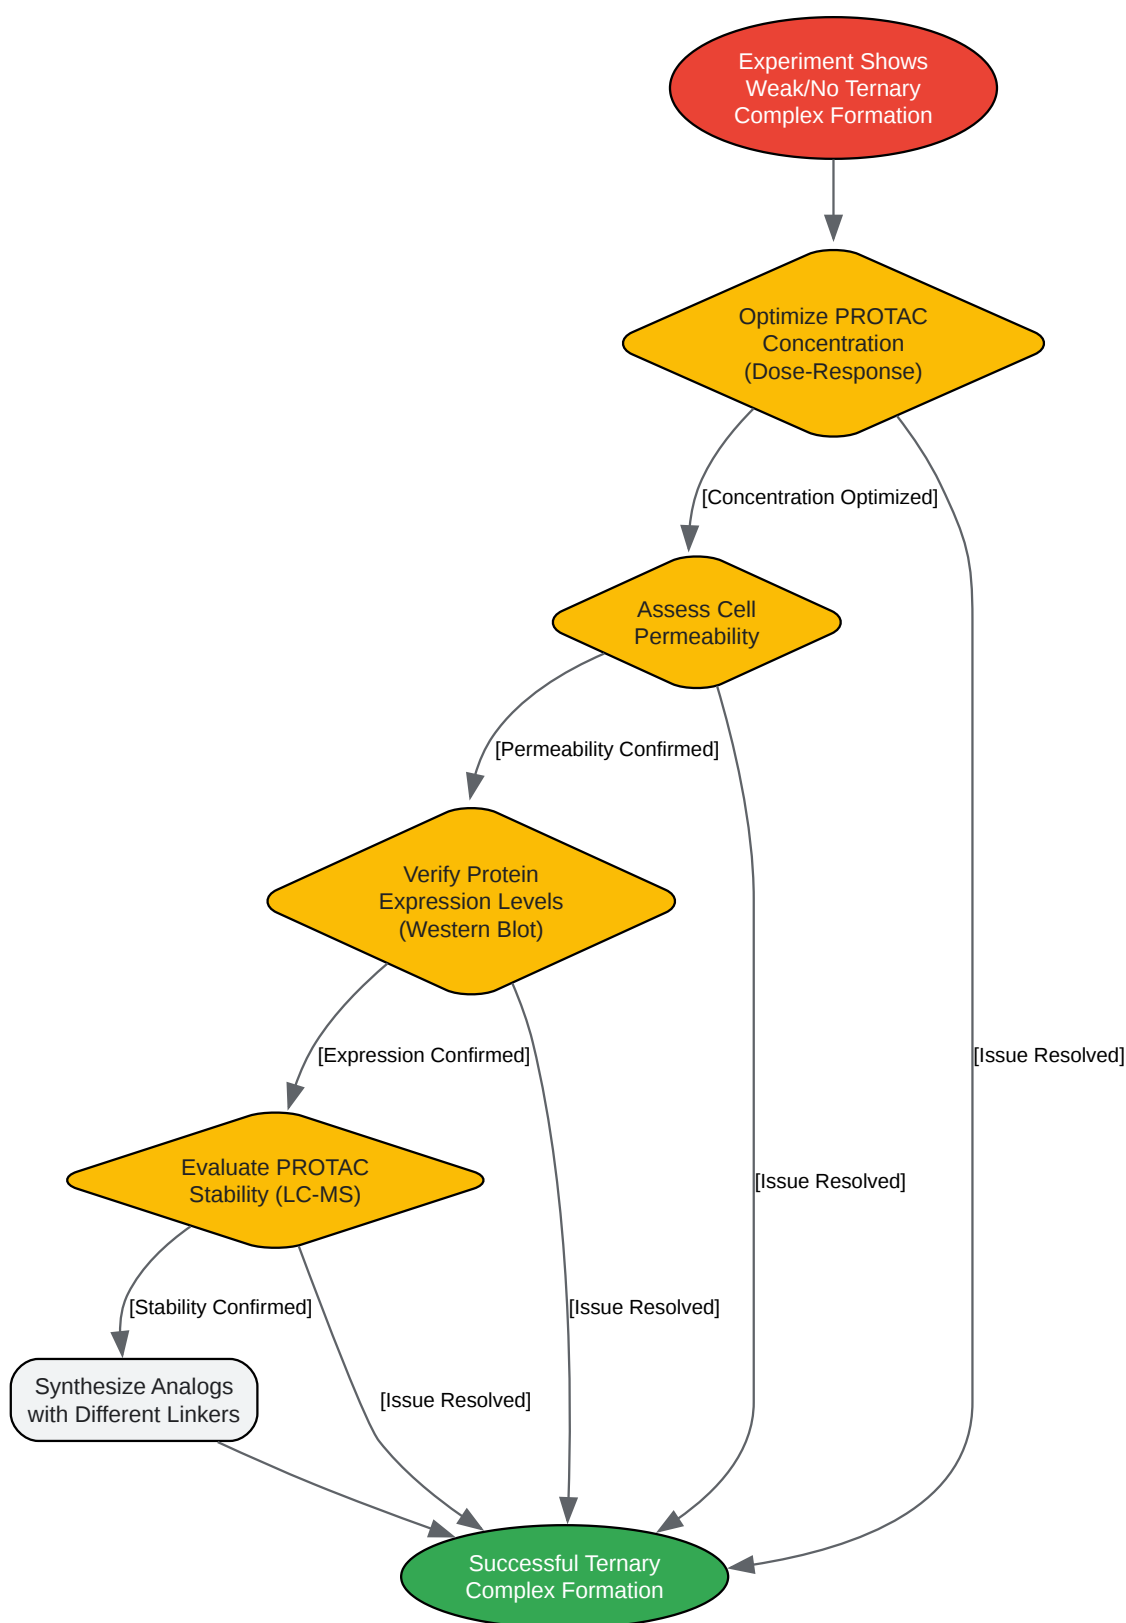 Experiment Shows
Weak/No Ternary
Complex Formation
Optimize PROTAC
Concentration
(Dose-Response)
[Concentration Optimized]
Assess Cell
Permeability
[Permeability Confirmed]
Verify Protein
Expression Levels
(Western Blot)
[Expression Confirmed]
[Issue Resolved]
Evaluate PROTAC
Stability (LC-MS)
[Issue Resolved]
[Stability Confirmed]
[Issue Resolved]
Synthesize Analogs
with Different Linkers
[Issue Resolved]
Successful Ternary
Complex Formation